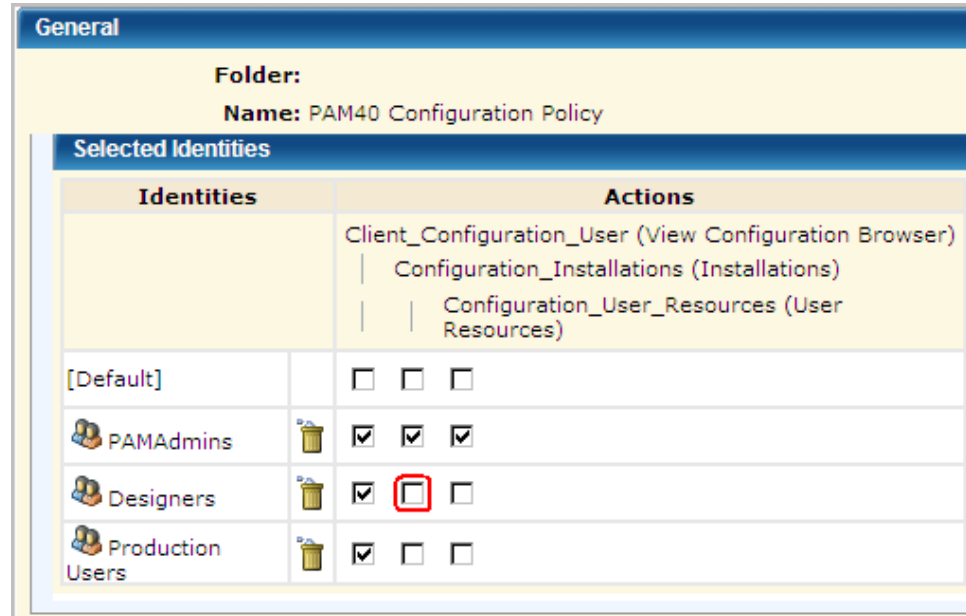 General
Folder:
Name: PAM40 Configuration Policy
Selected Identities
Identities
Actions
Client_Configuration_User (View Configuration Browser)
Configuration_Installations (Installations)
Configuration_User_Resources (User
Resources)
[Default]
PAMAdmins
Designers
Production
Users